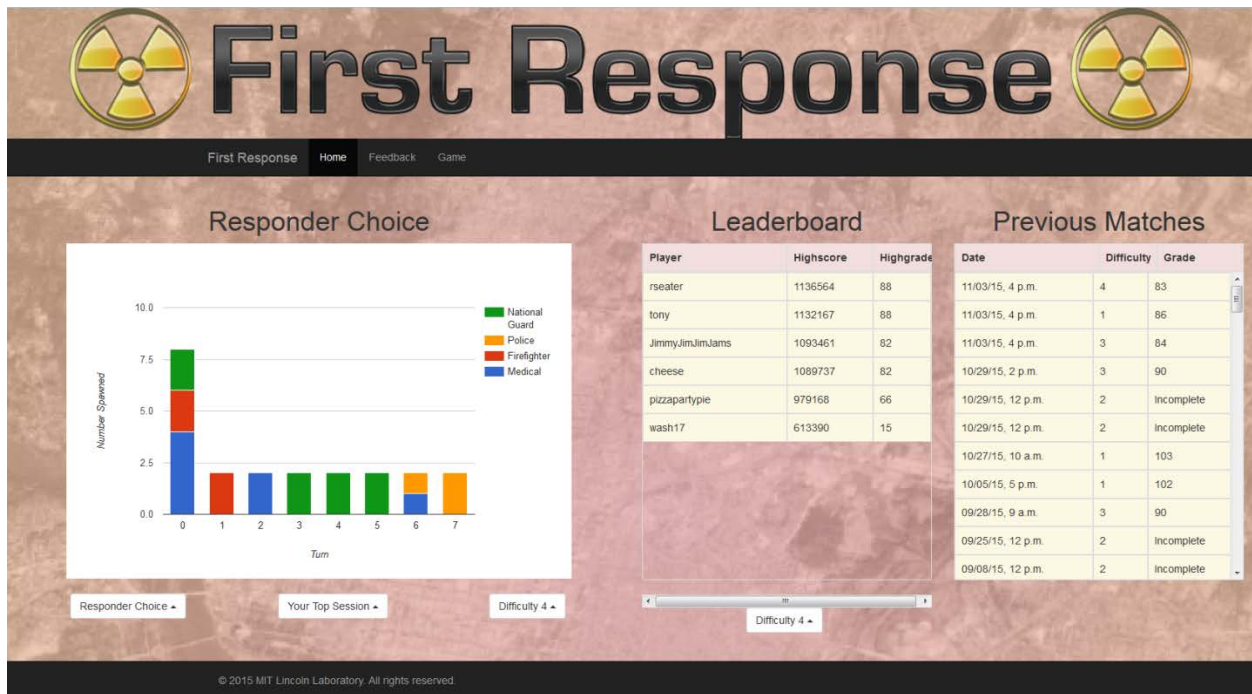 First Response
First Response Home Feedback Game
Responder Choice
10.0
7.5
5.0
2.5
0.0
Number Spawned
0 1 2 3 4 5 6 7
Turn
National
Guard
Police
Firefighter
Medical
Responder Choice
Your Top Session
Difficulty 4
Leaderboard
Player Highscore Highgrade
rseater 1136564 88
tony 1132167 88
JimmyJimJimJams 1093461 82
cheese 1089737 82
pizzapartypie 979168 66
wash17 613390 15
Difficulty 4
Previous Matches
Date Difficulty Grade
11/03/15, 4 p.m. 4 83
11/03/15, 4 p.m. 1 86
11/03/15, 4 p.m. 3 84
10/29/15, 2 p.m. 3 90
10/29/15, 12 p.m. 2 Incomplete
10/29/15, 12 p.m. 2 Incomplete
10/27/15, 10 a.m. 1 103
10/05/15, 5 p.m. 1 102
09/28/15, 9 a.m. 3 90
09/25/15, 12 p.m. 2 Incomplete
09/08/15, 12 p.m. 2 Incomplete
© 2015 MIT Lincoln Laboratory. All rights reserved.